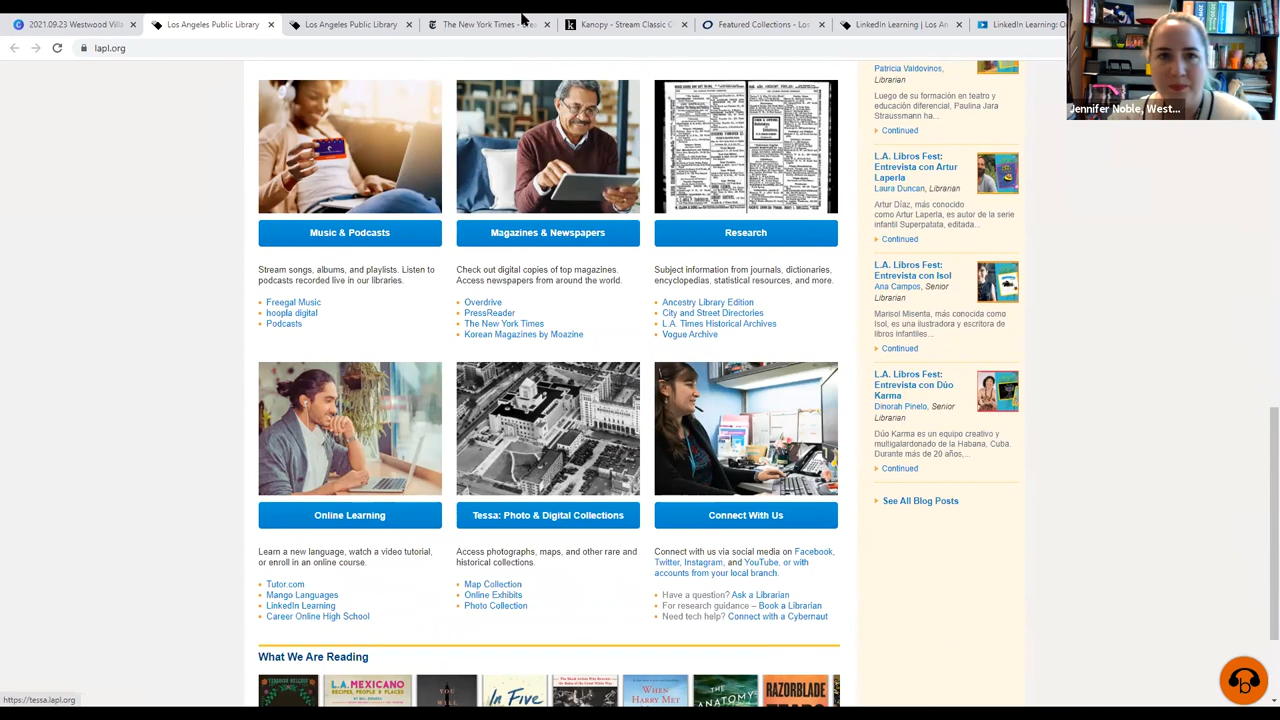 2021.09.23 Westwood Villa
Los Angeles Public Library
Los Angeles Public Library
The New York Times -
Kanopy - Stream Classic C
Featured Collections - Los
LinkedIn Learning | Los An
LinkedIn Learning: O
lapl.org
Jennifer Noble, West...
Music & Podcasts
Stream songs, albums, and playlists. Listen to
podcasts recorded live in our libraries.
Freegal Music
hoopla digital
Podcasts
Magazines & Newspapers
Check out digital copies of top magazines.
Access newspapers from around the world.
Overdrive
PressReader
The New York Times
Korean Magazines by Moazine
Research
Subject information from journals, dictionaries,
encyclopedias, statistical resources, and more.
Ancestry Library Edition
City and Street Directories
L.A. Times Historical Archives
Vogue Archive
Online Learning
Learn a new language, watch a video tutorial,
or enroll in an online course.
Tutor.com
Mango Languages
LinkedIn Learning
Career Online High School
Tessa: Photo & Digital Collections
Access photographs, maps, and other rare and
historical collections.
Map Collection
Online Exhibits
Photo Collection
Connect With Us
Connect with us via social media on Facebook,
Twitter, Instagram, and YouTube, or with
accounts from your local branch.
Have a question? Ask a Librarian
For research guidance – Book a Librarian
Need tech help? Connect with a Cybernaut
What We Are Reading
L.A. MEXICANO
RECIPES, PEOPLE & PLACES
YOU
WILL
In Five
WHEN
HARRY MET
THE
ANATOMY
RAZORBLADE
TEARS
Patricia Valdovinos,
Librarian
Luego de su formación en teatro y
educación diferencial, Paulina Jara
Straussmann ha...
Continued
L.A. Libros Fest:
Entrevista con Artur
Laperla
Laura Duncan, Librarian
Artur Díaz, más conocido
como Artur Laperla, es autor de la serie
infantil Superpatata, editada...
Continued
L.A. Libros Fest:
Entrevista con Isol
Ana Campos, Senior
Librarian
Marisol Misenta, más conocida como
Isol, es una ilustradora y escritora de
libros infantiles...
Continued
L.A. Libros Fest:
Entrevista con Dúo
Karma
Dinorah Pinelo, Senior
Librarian
Dúo Karma es un equipo creativo y
multigalardonado de la Habana, Cuba.
Durante más de 20 años,...
Continued
See All Blog Posts
https://tessa.lapl.org